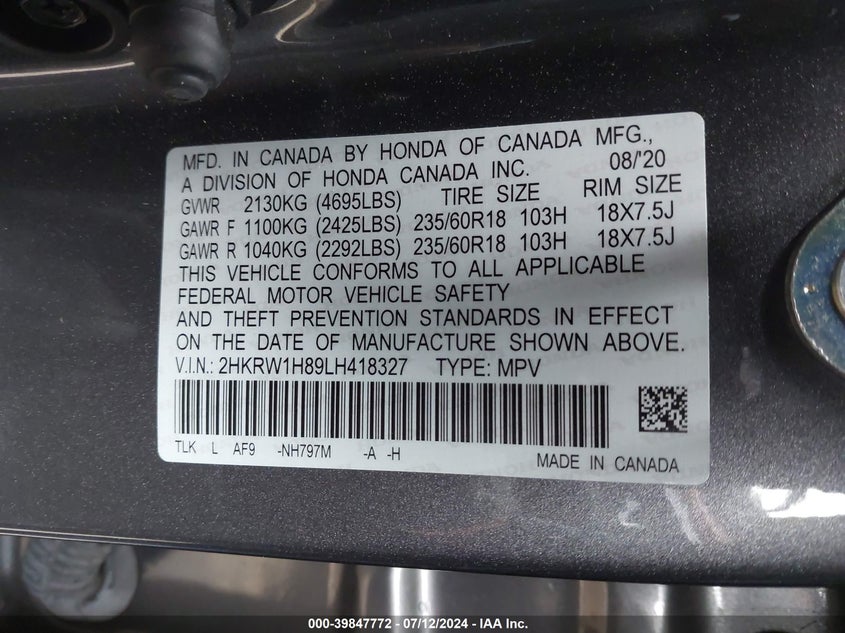 MFD. IN CANADA BY HONDA OF CANADA MFG.,
A DIVISION OF HONDA CANADA INC. 08/'20
GVWR 2130KG (4695LBS) TIRE SIZE RIM SIZE
GAWR F 1100KG (2425LBS) 235/60R18 103H 18X7.5J
GAWR R 1040KG (2292LBS) 235/60R18 103H 18X7.5J
THIS VEHICLE CONFORMS TO ALL APPLICABLE
FEDERAL MOTOR VEHICLE SAFETY
AND THEFT PREVENTION STANDARDS IN EFFECT
ON THE DATE OF MANUFACTURE SHOWN ABOVE.
V.I.N.: 2HKRW1H89LH418327 TYPE: MPV
TLK L AF9 -NH797M -A -H
MADE IN CANADA
000-39847772 - 07/12/2024 - IAA Inc.